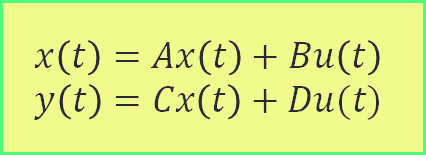 x(t) = Ax(t) + Bu(t)
y(t) = Cx(t) + Du(t)